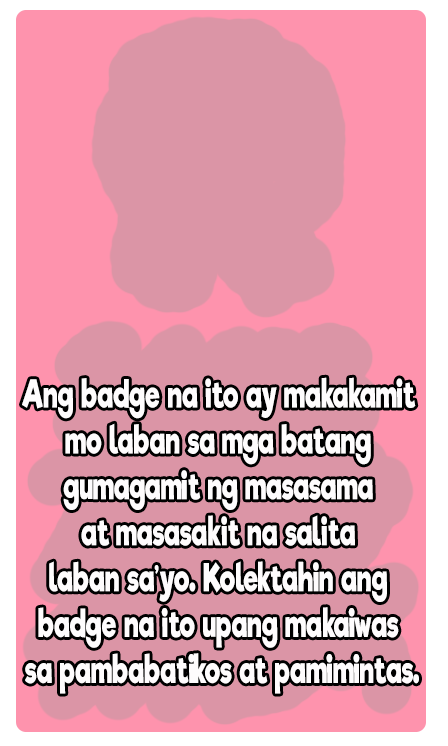 Ang badge na ito ay makakamit
mo laban sa mga batang
gumagamit ng masasama
at masasakit na salita
laban sa'yo. Kolektahin ang
badge na ito upang makaiwas
sa pambabatikos at pamimintas.